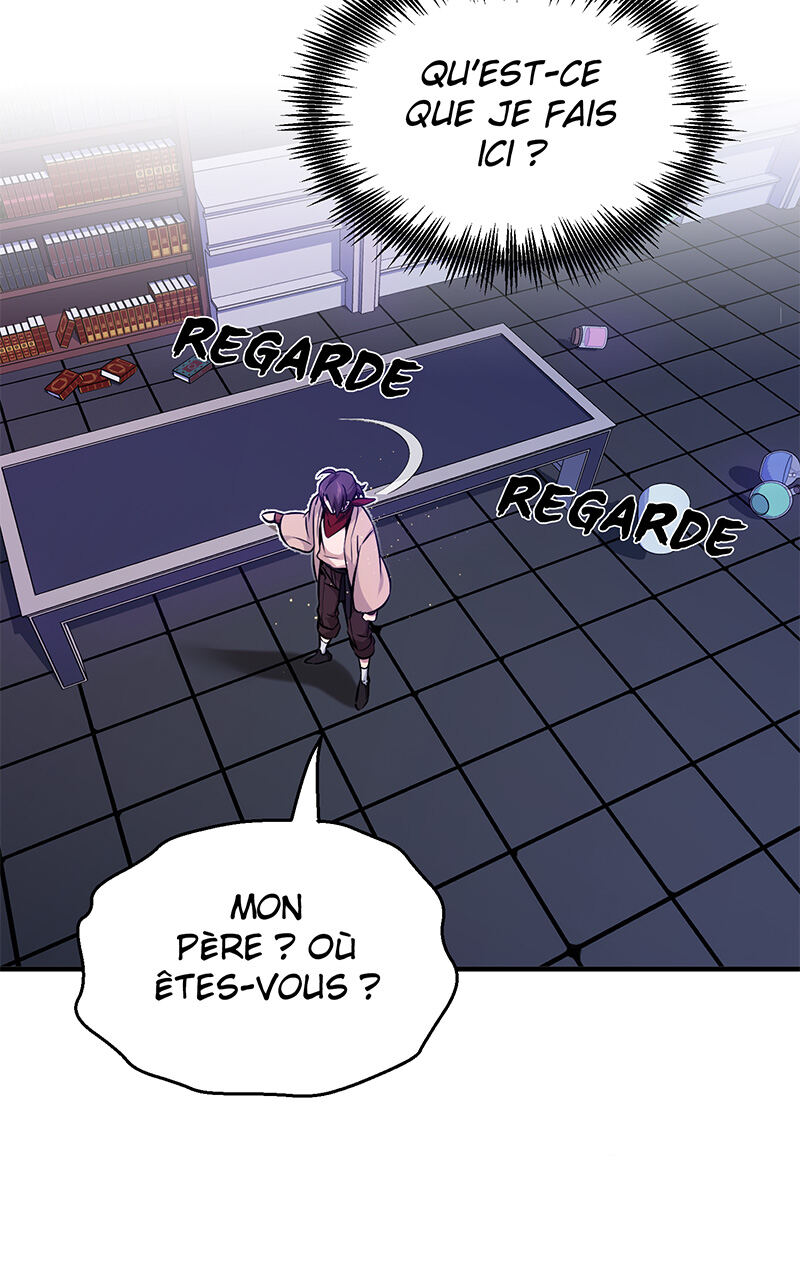 QU'EST-CE
QUE JE FAIS
ICI ?
REGARDE
REGARDE
MON
PÈRE ? OÙ
ÊTES-VOUS ?